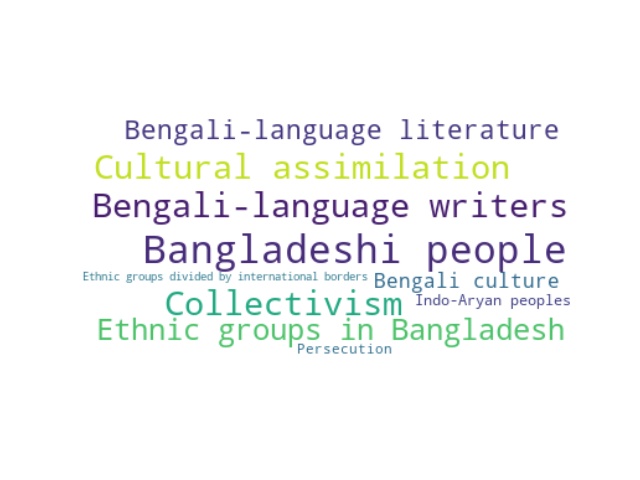 Bengali-language literature
Cultural assimilation
Bengali-language writers
Bangladeshi people
Ethnic groups divided by international borders
Bengali culture
Collectivism
Indo-Aryan peoples
Ethnic groups in Bangladesh
Persecution